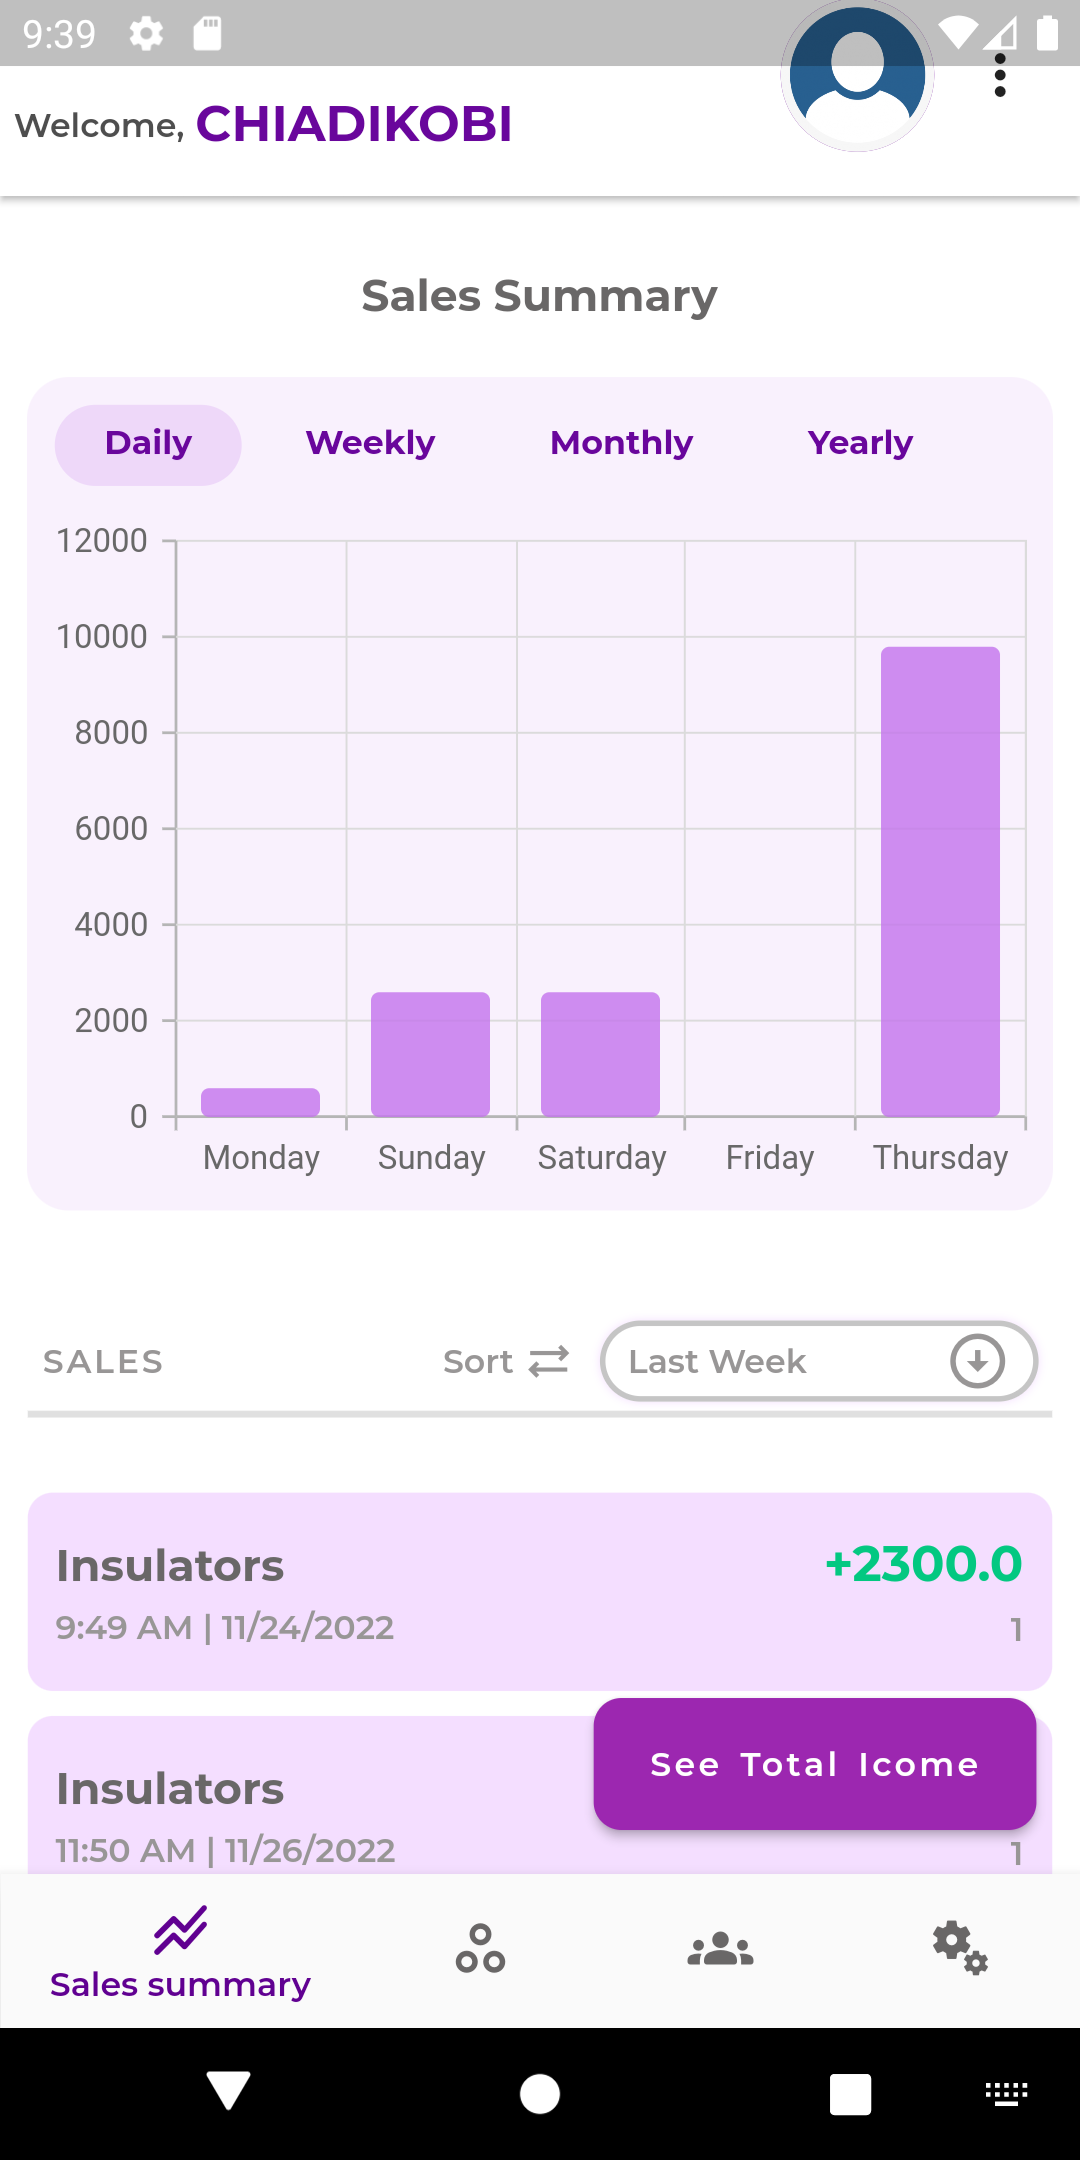 9:39
Welcome, CHIADIKOBI
Sales Summary
Daily Weekly Monthly Yearly
12000
10000
8000
6000
4000
2000
0
Monday Sunday Saturday Friday Thursday
SALES Sort Last Week
Insulators +2300.0
9:49 AM | 11/24/2022 1
Insulators
See Total Icome
11:50 AM | 11/26/2022 1
Sales summary